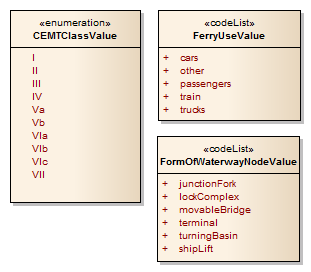 «enumeration»
CEMTClassValue
I
II
III
IV
Va
Vb
VIa
VIb
VIc
VII
«codeList»
FerryUseValue
+ cars
+ other
+ passengers
+ train
+ trucks
«codeList»
FormOfWaterwayNodeValue
+ junctionFork
+ lockComplex
+ movableBridge
+ terminal
+ turningBasin
+ shipLift